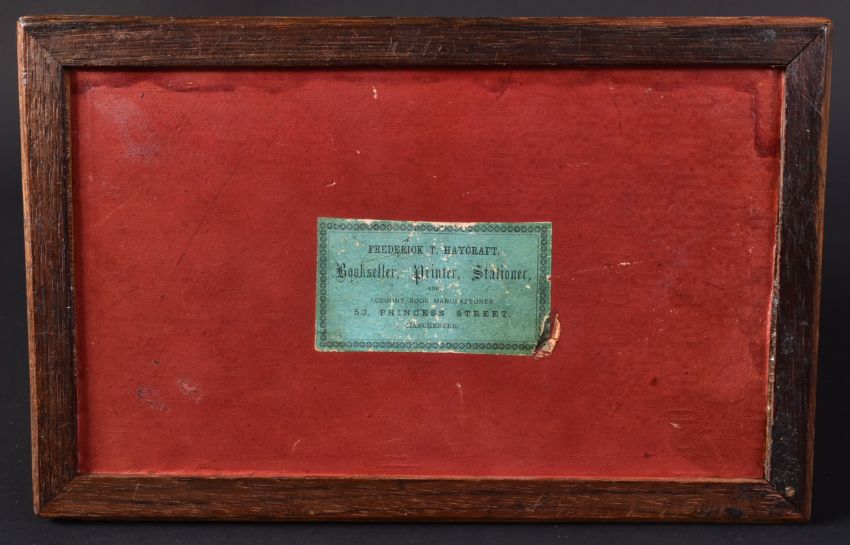 FREDERICK T. HAYCRAFT,
Bookseller, Printer, Stationer,
AND
ACCOUNT BOOK MANUFACTURER
53, PRINCESS STREET,
MANCHESTER